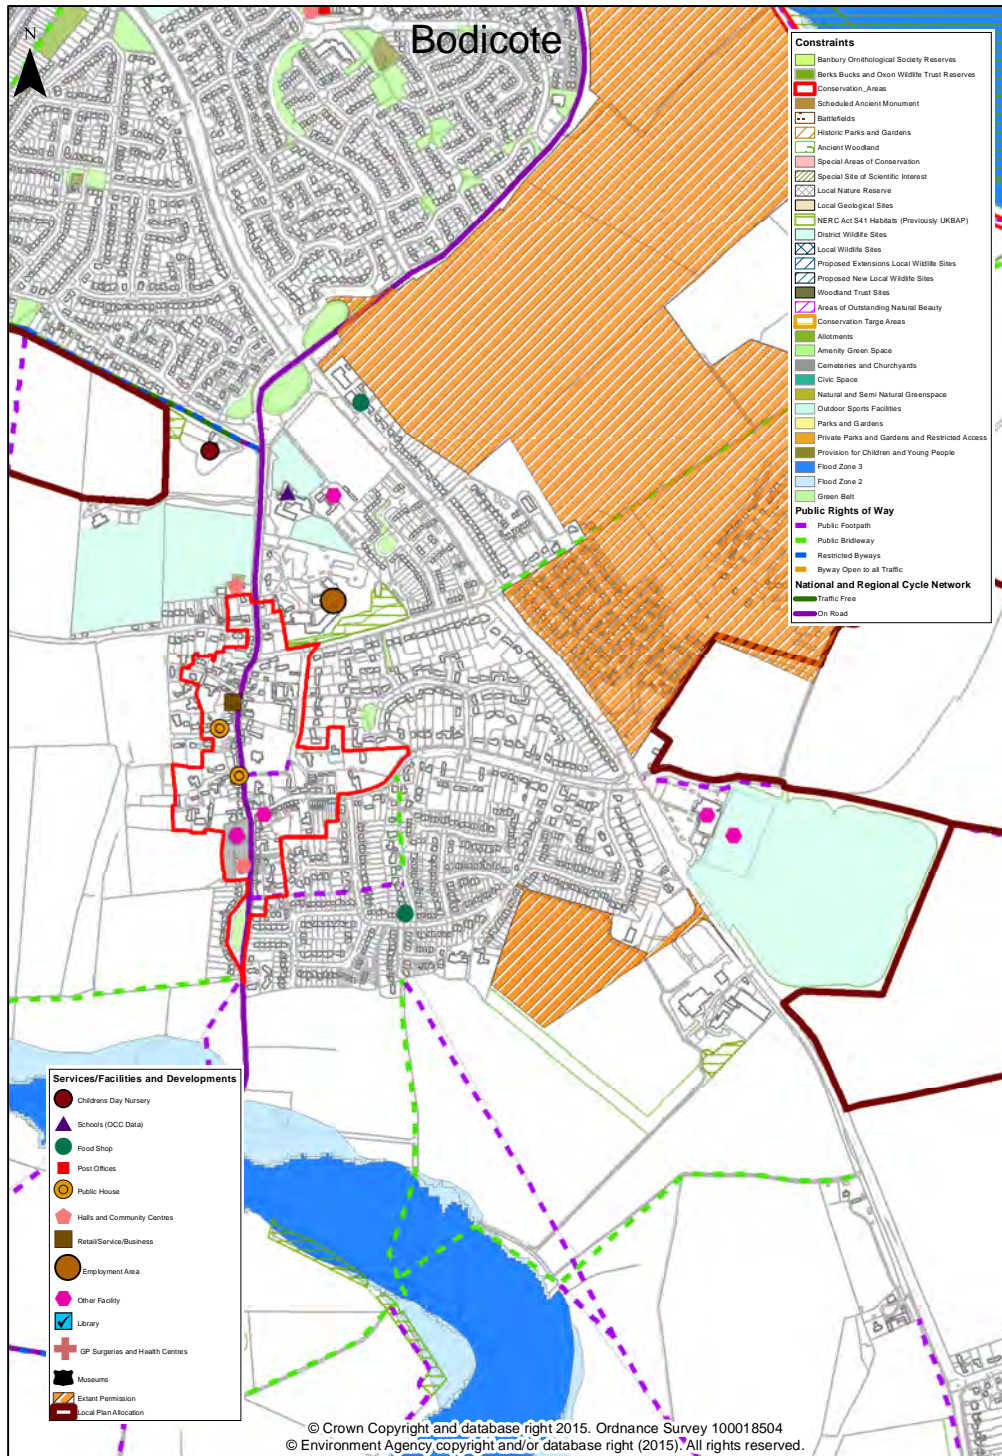 Bodicote
N
Constraints
Banbury Ornithological Society Reserves
Berks Bucks and Oxon Wildlife Trust Reserves
Conservation_Areas
Scheduled Ancient Monument
Battlefields
Historic Parks and Gardens
Ancient Woodland
Special Areas of Conservation
Special Site of Scientific Interest
Local Nature Reserve
Local Geological Sites
NERC Act S41 Habitats (Previously UKBAP)
District Wildlife Sites
Local Wildlife Sites
Proposed Extensions Local Wildlife Sites
Proposed New Local Wildlife Sites
Woodland Trust Sites
Areas of Outstanding Natural Beauty
Conservation Targe Areas
Allotments
Amenity Green Space
Cemeteries and Churchyards
Civic Space
Natural and Semi Natural Greenspace
Outdoor Sports Facilities
Parks and Gardens
Private Parks and Gardens and Restricted Access
Provision for Children and Young People
Flood Zone 3
Flood Zone 2
Green Belt
Public Rights of Way
Public Footpath
Public Bridleway
Restricted Byways
Byway Open to all Traffic
National and Regional Cycle Network
Traffic Free
On Road
Services/Facilities and Developments
Childrens Day Nursery
Schools (OCC Data)
Food Shop
Post Offices
Public House
Halls and Community Centres
Retail/Service/Business
Employment Area
Other Facility
Library
GP Surgeries and Health Centres
Museums
Extant Permission
Local Plan Allocation
© Crown Copyright and database right 2015. Ordnance Survey 100018504
© Environment Agency copyright and/or database right (2015). All rights reserved.